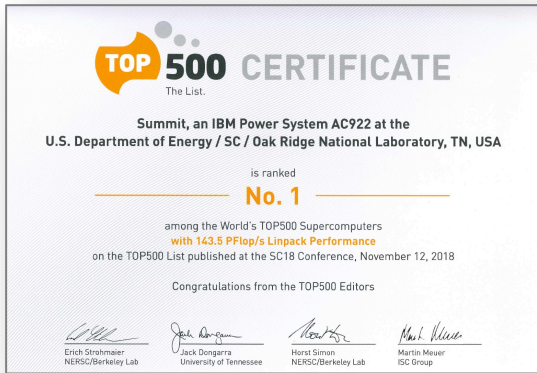 TOP 500 CERTIFICATE
The List.
Summit, an IBM Power System AC922 at the
U.S. Department of Energy / SC / Oak Ridge National Laboratory, TN, USA
is ranked
No. 1
among the World's TOP500 Supercomputers
with 143.5 PFlop/s Linpack Performance
on the TOP500 List published at the SC18 Conference, November 12, 2018
Congratulations from the TOP500 Editors
Erich Strohmaier
NERSC/Berkeley Lab
Jack Dongarra
University of Tennessee
Horst Simon
NERSC/Berkeley Lab
Martin Meuer
ISC Group